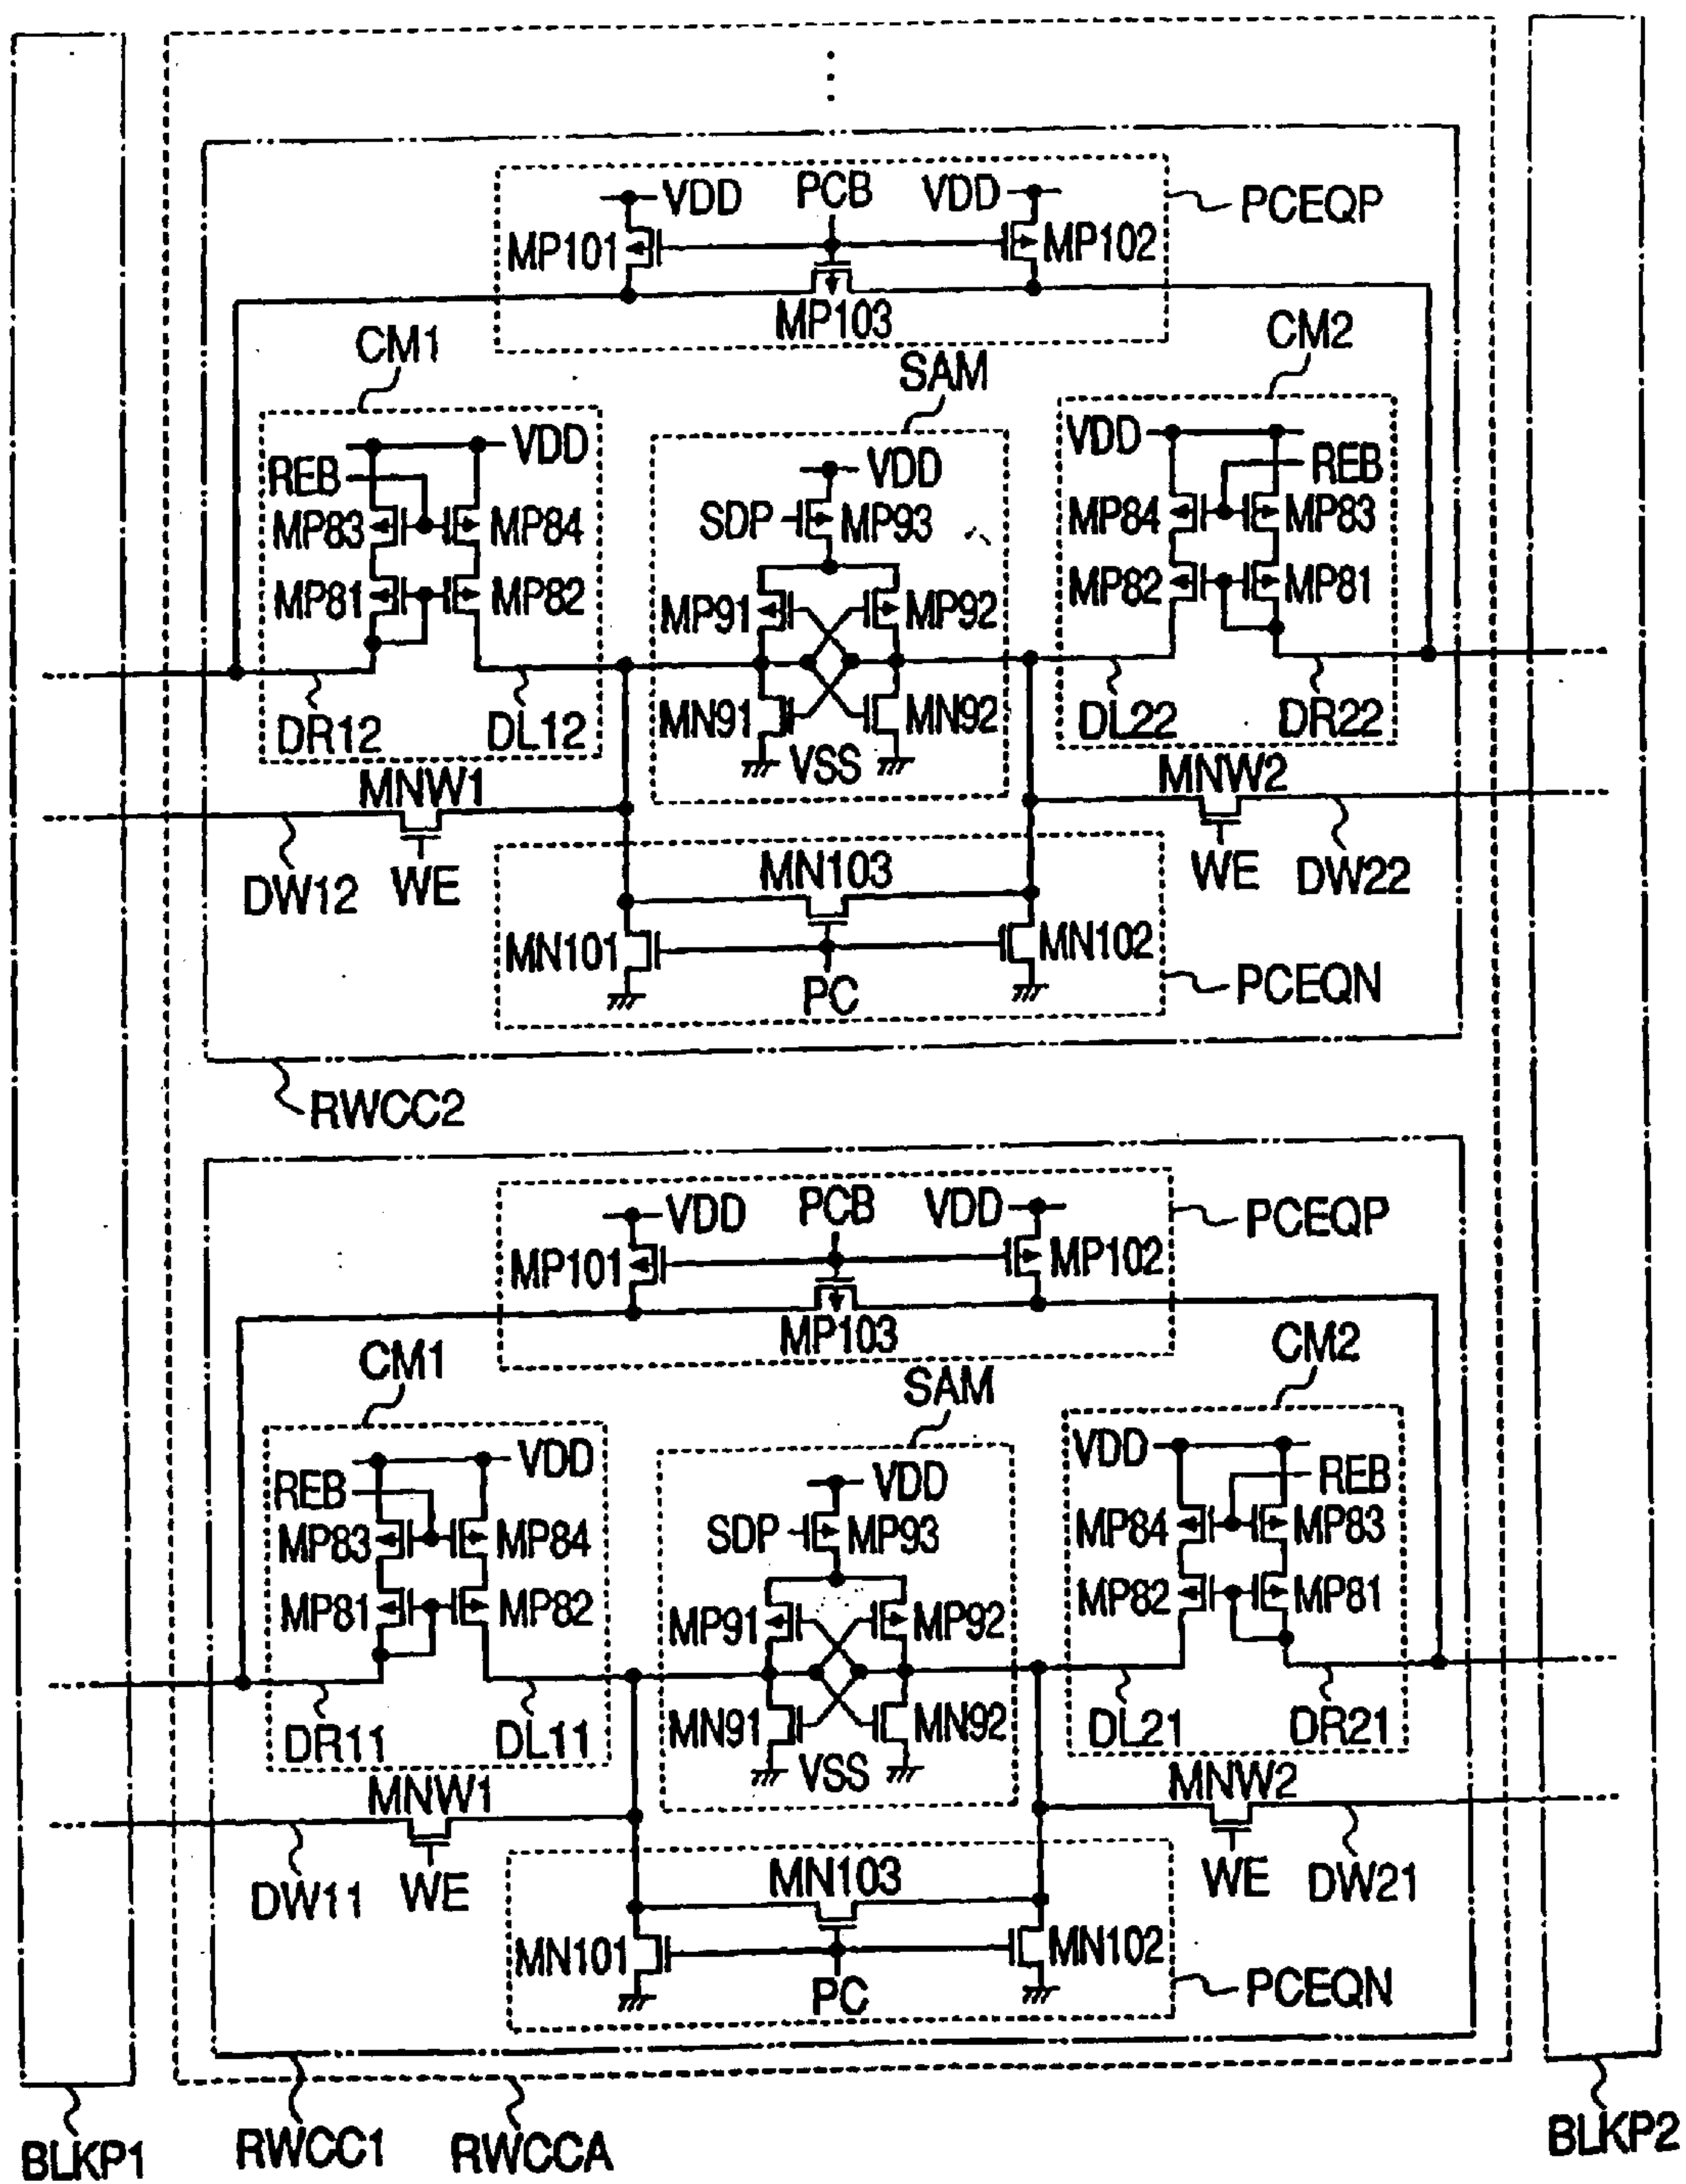 VDD PCB VDD PCEQP
MP101 MP102
MP103
CM1 CM2
SAM
VDD VDD
REB VDD REB
MP83 MP84 SDP MP93 MP84 MP83
MP81 MP82 MP91 MP92 MP82 MP81
DR12 DL12 MN91 MN92 DL22 DR22
VSS
MNW1 MNW2
DW12 WE MN103 WE DW22
MN101 MN102
PC PCEQN
RWCC2
VDD PCB VDD PCEQP
MP101 MP102
MP103
CM1 CM2
SAM
VDD VDD
REB VDD REB
MP83 MP84 SDP MP93 MP84 MP83
MP81 MP82 MP91 MP92 MP82 MP81
DR11 DL11 MN91 MN92 DL21 DR21
VSS
MNW1 MNW2
DW11 WE MN103 WE DW21
MN101 MN102
PC PCEQN
BLKP1 RWCC1 RWCCA BLKP2